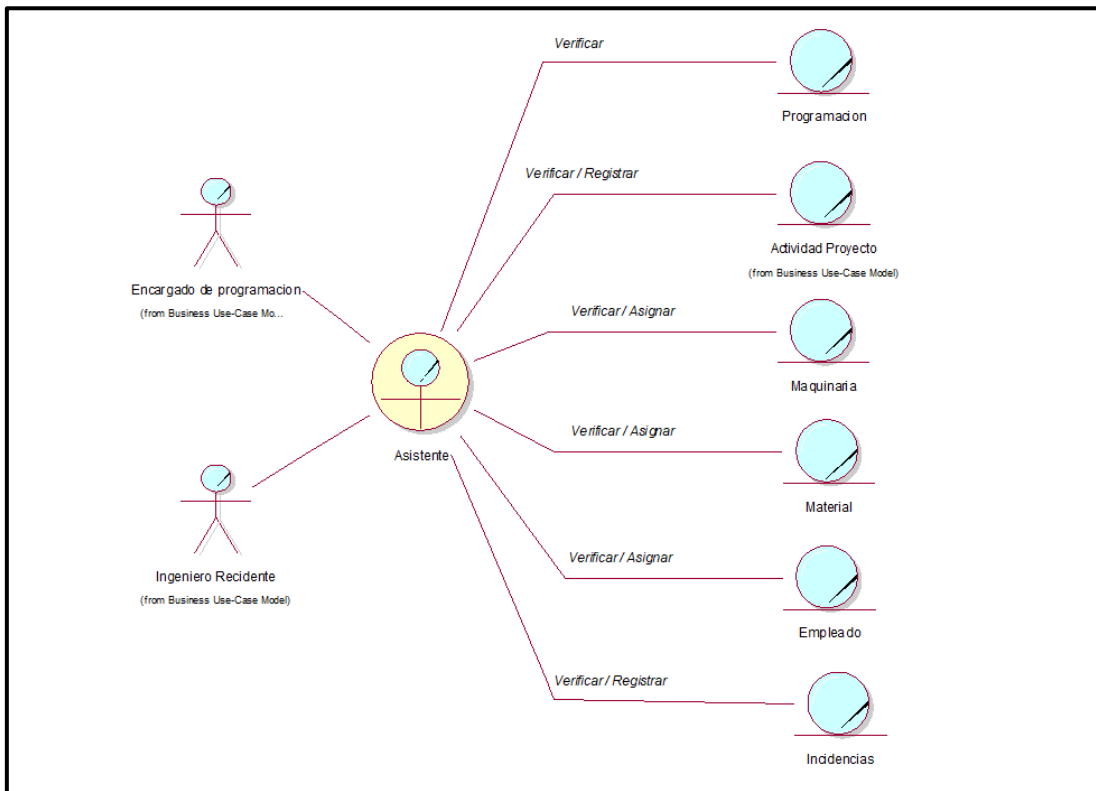 Verificar
Programacion
Verificar / Registrar
Actividad Proyecto
(from Business Use-Case Model)
Encargado de programacion
(from Business Use-Case Mo...
Verificar / Asignar
Maquinaria
Verificar / Asignar
Asistente
Material
Ingeniero Recidente
(from Business Use-Case Model)
Verificar / Asignar
Empleado
Verificar / Registrar
Incidencias